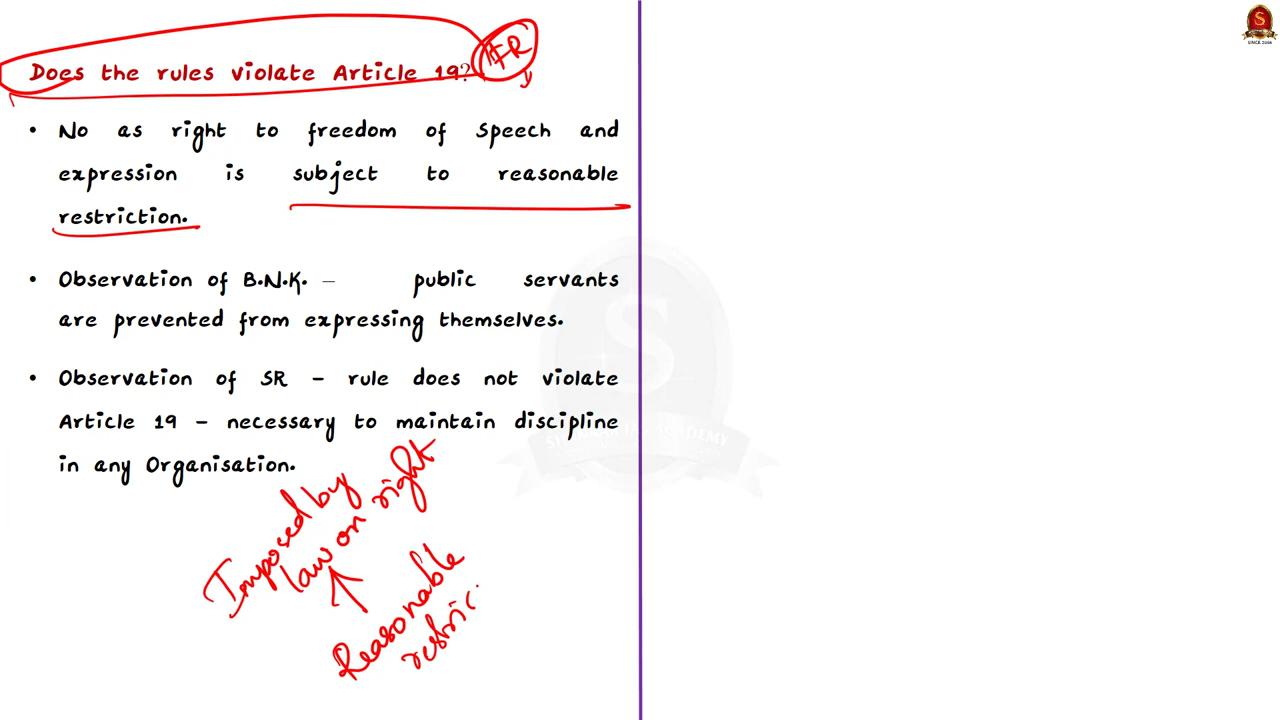 Does the rules violate Article 19?
FR
• No as right to freedom of speech and
expression is subject to reasonable
restriction.
• Observation of B.N.K. – public servants
are prevented from expressing themselves.
• Observation of SR – rule does not violate
Article 19 – necessary to maintain discipline
in any Organisation.
Imposed by
law on right
Reasonable
restric
S
SINCE 2004